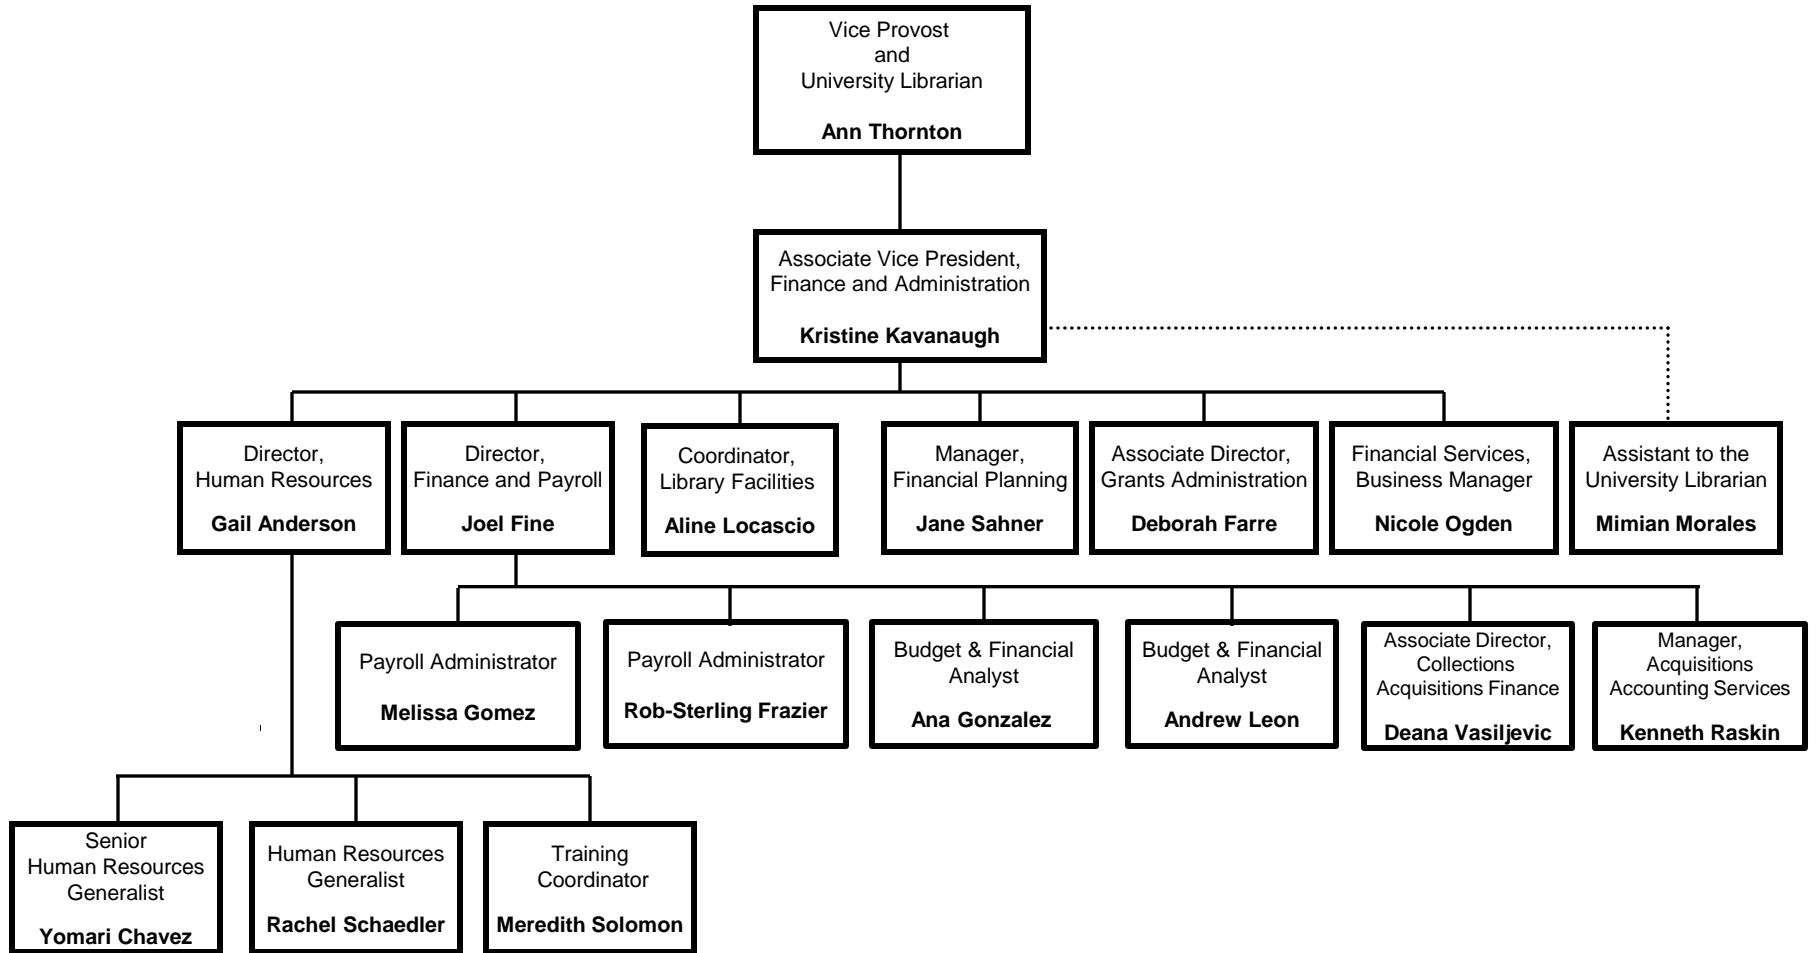 Vice Provost
and
University Librarian
Ann Thornton
Associate Vice President,
Finance and Administration
Kristine Kavanaugh
Director,
Human Resources
Gail Anderson
Director,
Finance and Payroll
Joel Fine
Coordinator,
Library Facilities
Aline Locascio
Manager,
Financial Planning
Jane Sahner
Associate Director,
Grants Administration
Deborah Farre
Financial Services,
Business Manager
Nicole Ogden
Assistant to the
University Librarian
Mimian Morales
Payroll Administrator
Melissa Gomez
Payroll Administrator
Rob-Sterling Frazier
Budget & Financial
Analyst
Ana Gonzalez
Budget & Financial
Analyst
Andrew Leon
Associate Director,
Collections
Acquisitions Finance
Deana Vasiljevic
Manager,
Acquisitions
Accounting Services
Kenneth Raskin
Senior
Human Resources
Generalist
Yomari Chavez
Human Resources
Generalist
Rachel Schaedler
Training
Coordinator
Meredith Solomon